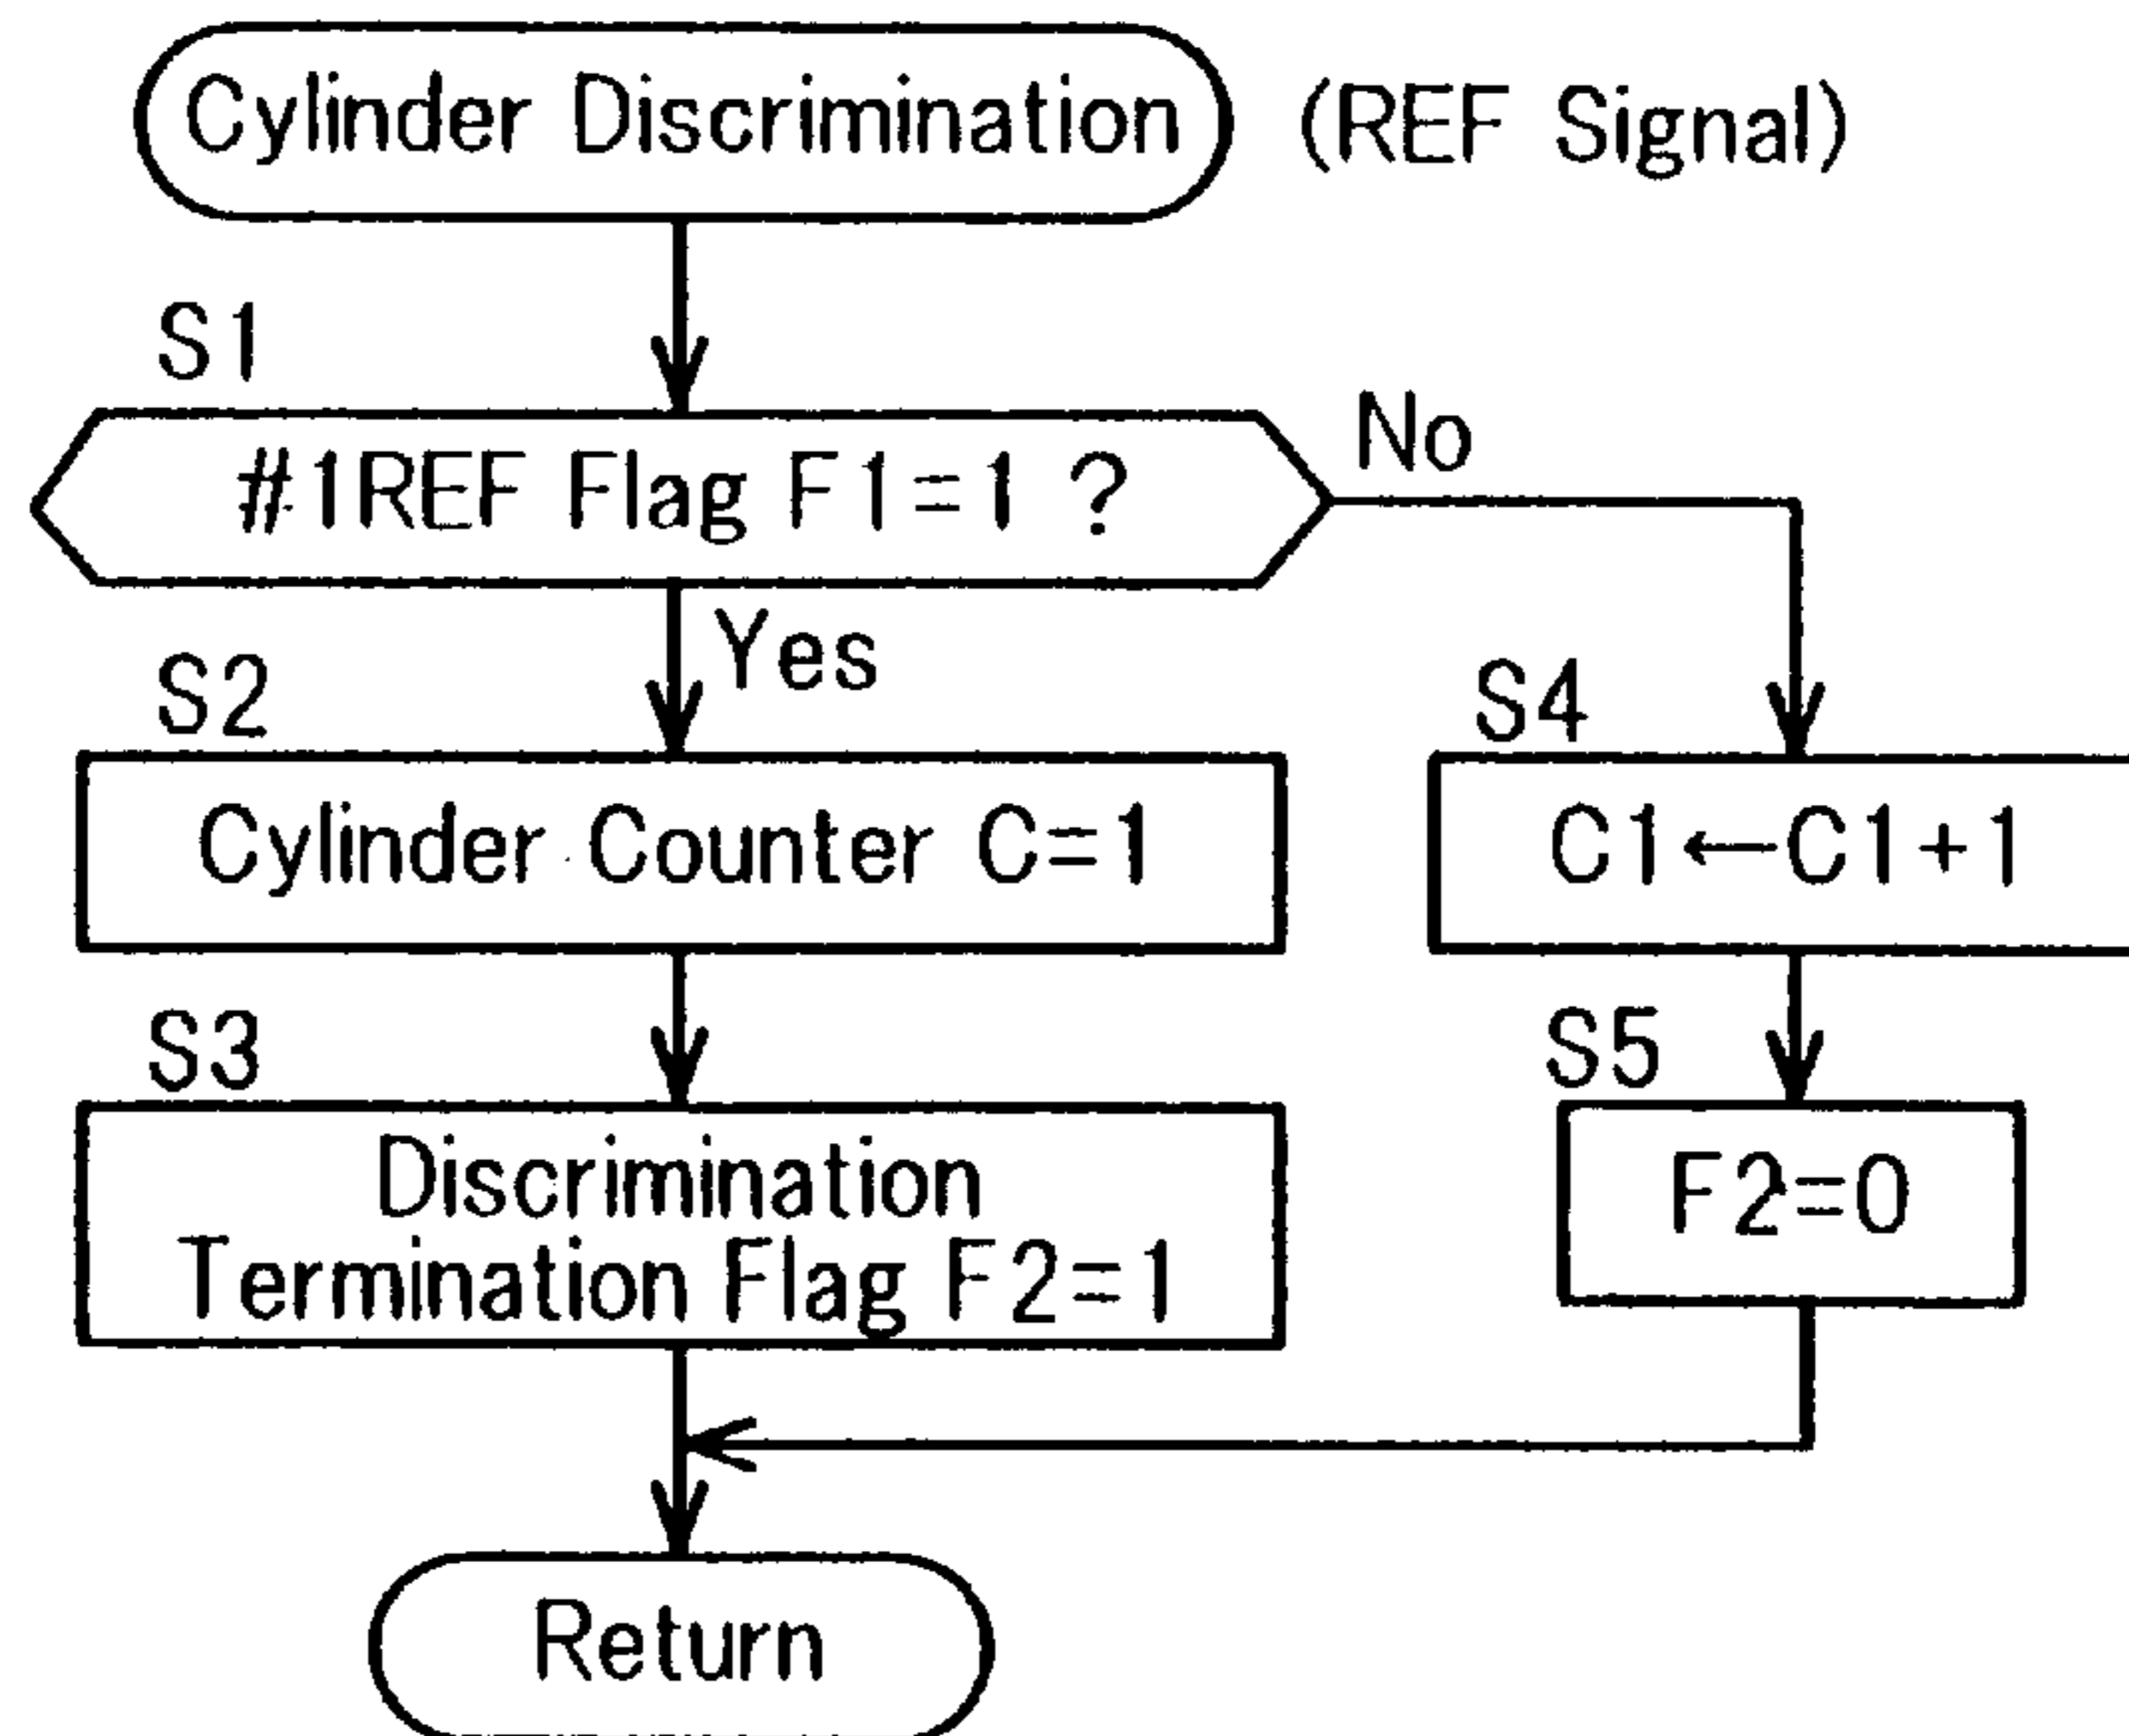 Cylinder Discrimination (REF Signal)
S1
#1REF Flag F1=1 ?
No
Yes
S2
Cylinder Counter C=1
S4
C1←C1+1
S3
Discrimination
Termination Flag F2=1
S5
F2=0
Return